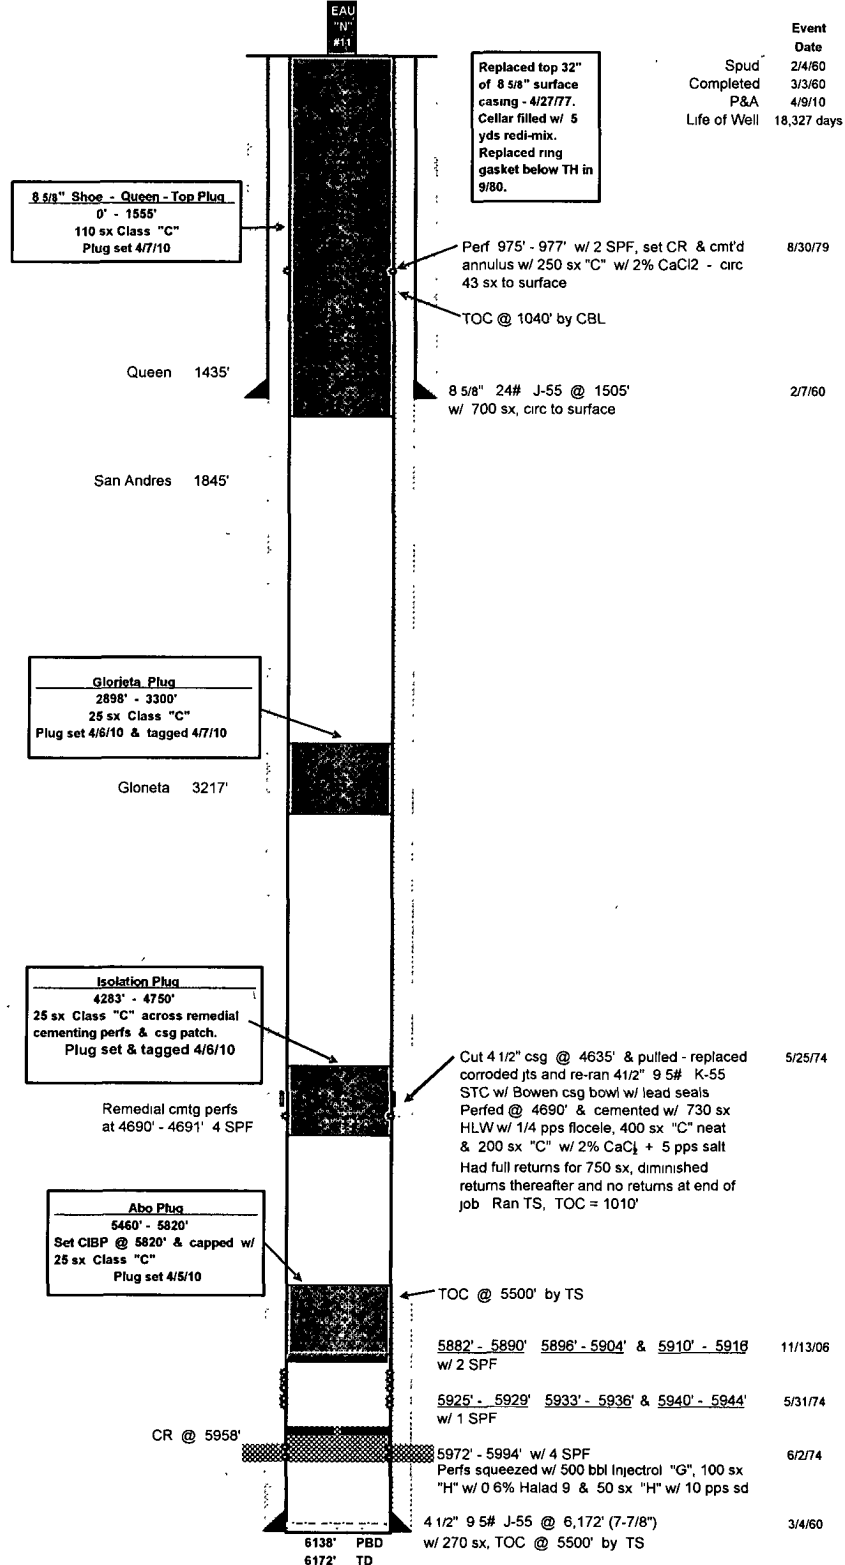 EAU
"N"
#11
Event
Date
Spud 2/4/60
Completed 3/3/60
P&A 4/9/10
Life of Well 18,327 days
Replaced top 32"
of 8 5/8" surface
casing - 4/27/77.
Cellar filled w/ 5
yds redi-mix.
Replaced ring
gasket below TH in
9/80.
8 5/8" Shoe - Queen - Top Plug
0' - 1555'
110 sx Class "C"
Plug set 4/7/10
Perf 975' - 977' w/ 2 SPF, set CR & cmt'd 8/30/79
annulus w/ 250 sx "C" w/ 2% CaCl2 - circ
43 sx to surface
TOC @ 1040' by CBL
Queen 1435'
8 5/8" 24# J-55 @ 1505' 2/7/60
w/ 700 sx, circ to surface
San Andres 1845'
Glorieta Plug
2898' - 3300'
25 sx Class "C"
Plug set 4/6/10 & tagged 4/7/10
Gloneta 3217'
Isolation Plug
4283' - 4750'
25 sx Class "C" across remedial
cementing perfs & csg patch.
Plug set & tagged 4/6/10
Cut 4 1/2" csg @ 4635' & pulled - replaced 5/25/74
corroded jts and re-ran 4 1/2" 9 5# K-55
STC w/ Bowen csg bowl w/ lead seals
Perfed @ 4690' & cemented w/ 730 sx
HLW w/ 1/4 pps flocele, 400 sx "C" neat
& 200 sx "C" w/ 2% CaCl + 5 pps salt
Had full returns for 750 sx, diminished
returns thereafter and no returns at end of
job Ran TS, TOC = 1010'
Remedial cmtg perfs
at 4690' - 4691' 4 SPF
Abo Plug
5460' - 5820'
Set CIBP @ 5820' & capped w/
25 sx Class "C"
Plug set 4/5/10
TOC @ 5500' by TS
5882' - 5890' 5896' - 5904' & 5910' - 5916 11/13/06
w/ 2 SPF
5925' - 5929' 5933' - 5936' & 5940' - 5944' 5/31/74
w/ 1 SPF
CR @ 5958'
5972' - 5994' w/ 4 SPF 6/2/74
Perfs squeezed w/ 500 bbl Injectrol "G", 100 sx
"H" w/ 0 6% Halad 9 & 50 sx "H" w/ 10 pps sd
4 1/2" 9 5# J-55 @ 6,172' (7-7/8") 3/4/60
w/ 270 sx, TOC @ 5500' by TS
6138' PBD
6172' TD